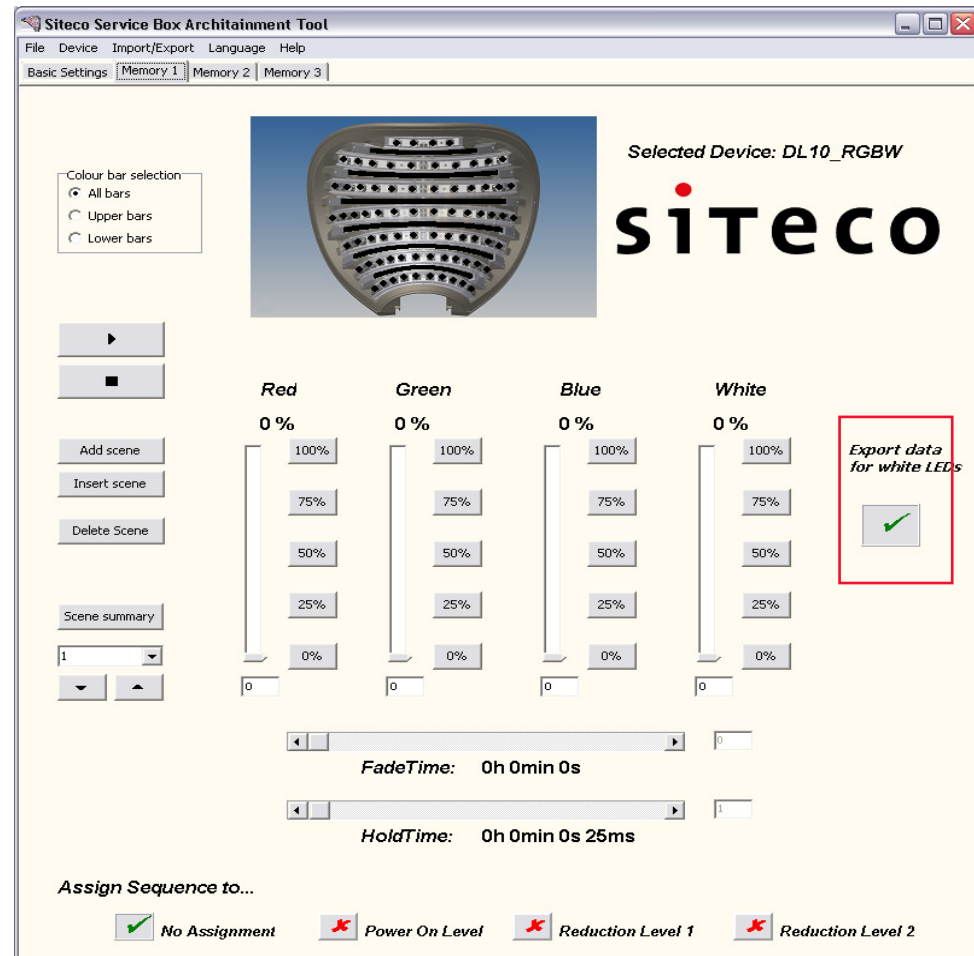 Siteco Service Box Architainment Tool
File Device Import/Export Language Help
Basic Settings Memory 1 Memory 2 Memory 3
Selected Device: DL10_RGBW
siteco
Colour bar selection
All bars
Upper bars
Lower bars
Red Green Blue White
0 % 0 % 0 % 0 %
Add scene
Insert scene
Delete Scene
Scene summary
1
100% 100% 100% 100%
75% 75% 75% 75%
50% 50% 50% 50%
25% 25% 25% 25%
0% 0% 0% 0%
0 0 0 0
Export data
for white LEDs
0
FadeTime: 0h 0min 0s
1
HoldTime: 0h 0min 0s 25ms
Assign Sequence to...
No Assignment Power On Level Reduction Level 1 Reduction Level 2